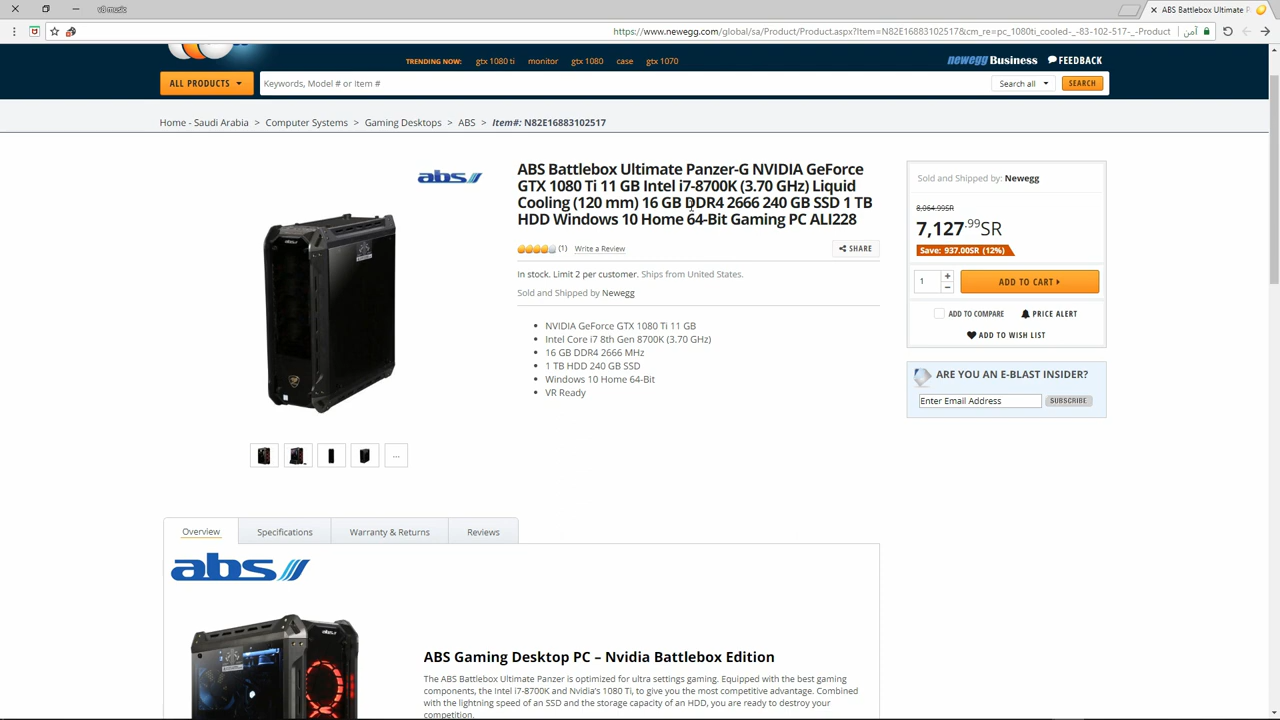 v8 music
ABS Battlebox Ultimate P
https://www.newegg.com/global/sa/Product/Product.aspx?Item=N82E16883102517&cm_re=pc_1080ti_cooled-_-83-102-517-_-Product
آمن
TRENDING NOW: gtx 1080 ti monitor gtx 1080 case gtx 1070
newegg Business FEEDBACK
ALL PRODUCTS
Keywords, Model # or Item #
Search all
SEARCH
Home - Saudi Arabia > Computer Systems > Gaming Desktops > ABS > Item#: N82E16883102517
abs
ABS Battlebox Ultimate Panzer-G NVIDIA GeForce
GTX 1080 Ti 11 GB Intel i7-8700K (3.70 GHz) Liquid
Cooling (120 mm) 16 GB DDR4 2666 240 GB SSD 1 TB
HDD Windows 10 Home 64-Bit Gaming PC ALI228
(1) Write a Review
SHARE
In stock. Limit 2 per customer. Ships from United States.
Sold and Shipped by Newegg
NVIDIA GeForce GTX 1080 Ti 11 GB
Intel Core i7 8th Gen 8700K (3.70 GHz)
16 GB DDR4 2666 MHz
1 TB HDD 240 GB SSD
Windows 10 Home 64-Bit
VR Ready
...
Sold and Shipped by: Newegg
8,064.99SR
7,127.99SR
Save: 937.00SR (12%)
1
+
−
ADD TO CART
ADD TO COMPARE
PRICE ALERT
ADD TO WISH LIST
ARE YOU AN E-BLAST INSIDER?
Enter Email Address
SUBSCRIBE
Overview
Specifications
Warranty & Returns
Reviews
abs
ABS Gaming Desktop PC – Nvidia Battlebox Edition
The ABS Battlebox Ultimate Panzer is optimized for ultra settings gaming. Equipped with the best gaming
components, the Intel i7-8700K and Nvidia's 1080 Ti, to give you the most competitive advantage. Combined
with the lightning speed of an SSD and the storage capacity of an HDD, you are ready to destroy your
competition.